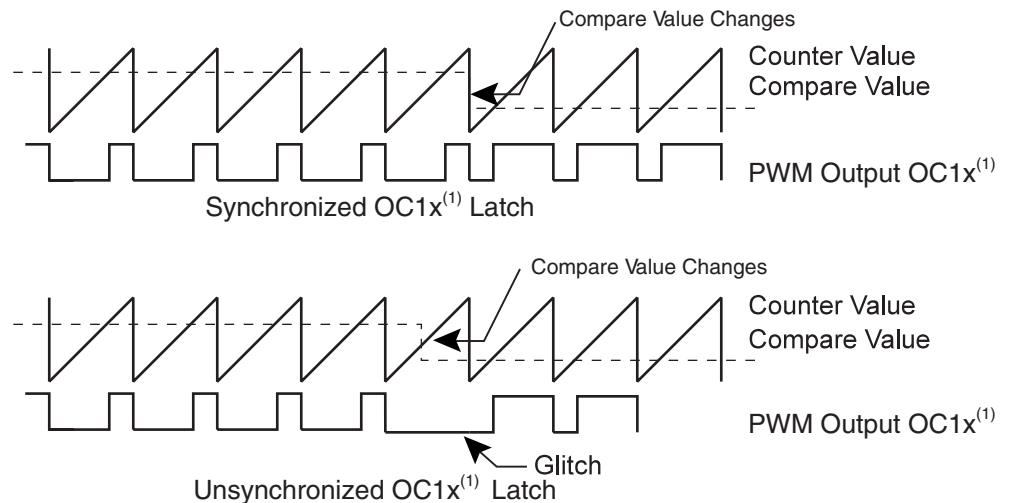 Compare Value Changes
Counter Value
Compare Value
PWM Output OC1x(1)
Synchronized OC1x(1) Latch
Compare Value Changes
Counter Value
Compare Value
PWM Output OC1x(1)
Glitch
Unsynchronized OC1x(1) Latch